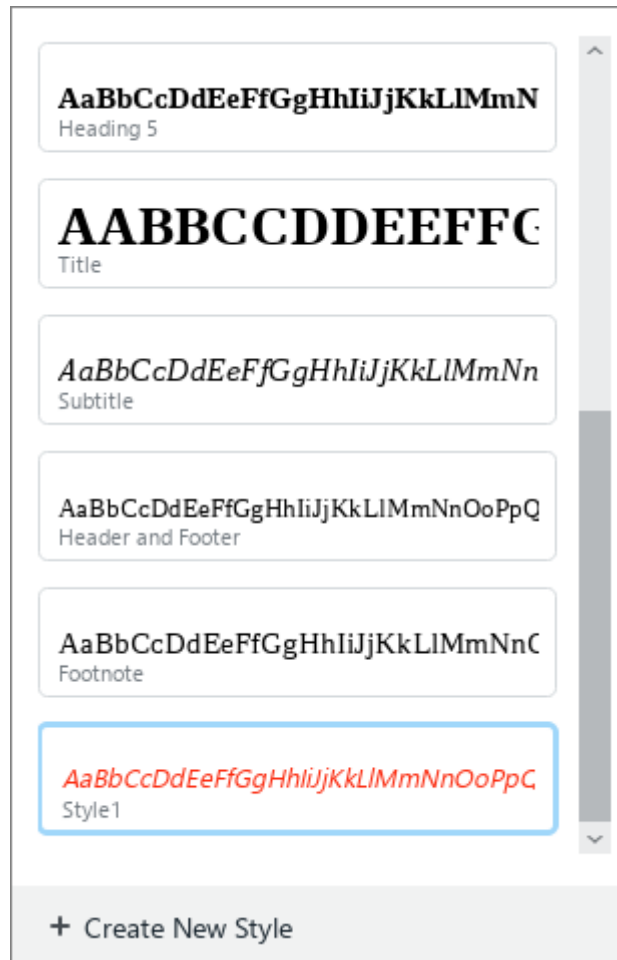 AaBbCcDdEeFfGgHhIiJjKkLlMmN
Heading 5
AABBCCDDEEFFG
Title
AaBbCcDdEeFfGgHhIiJjKkLlMmNn
Subtitle
AaBbCcDdEeFfGgHhIiJjKkLlMmNnOoPpQ
Header and Footer
AaBbCcDdEeFfGgHhIiJjKkLlMmNnO
Footnote
AaBbCcDdEeFfGgHhIiJjKkLlMmNnOoPpQ
Style1
+ Create New Style